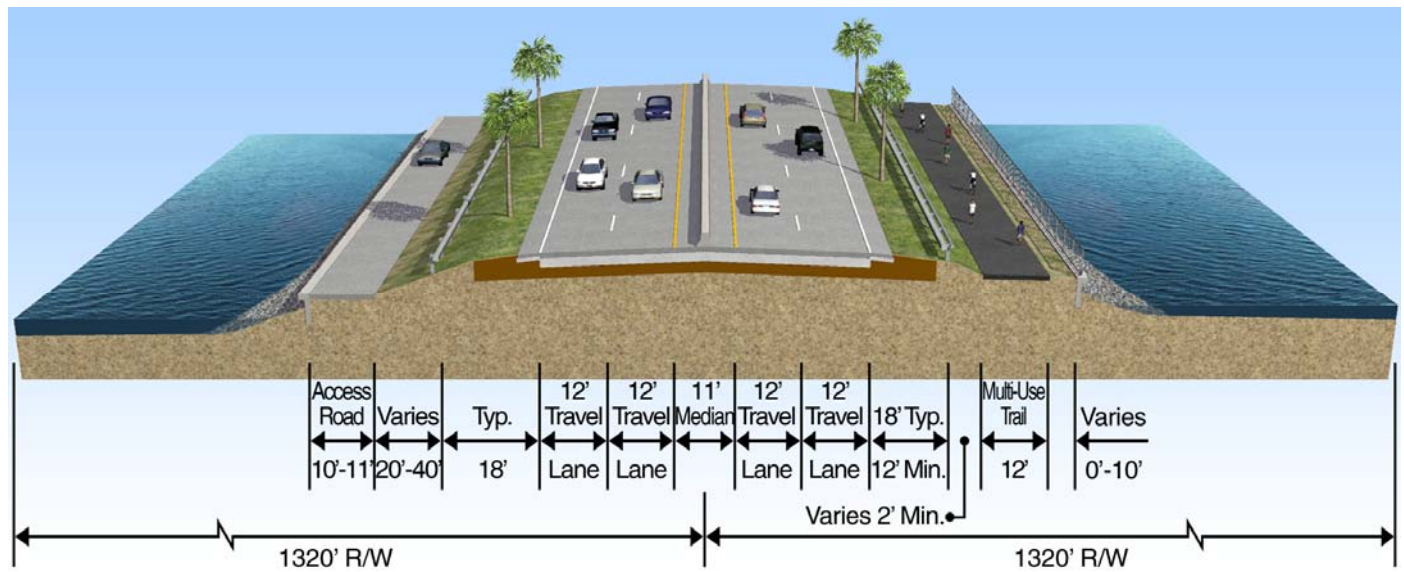 Access Road 10'-11'
Varies 20'-40'
Typ. 18'
12' Travel Lane
12' Travel Lane
11' Median
12' Travel Lane
12' Travel Lane
18' Typ. 12' Min.
Varies 2' Min.
Multi-Use Trail 12'
Varies 0'-10'
1320' R/W
1320' R/W